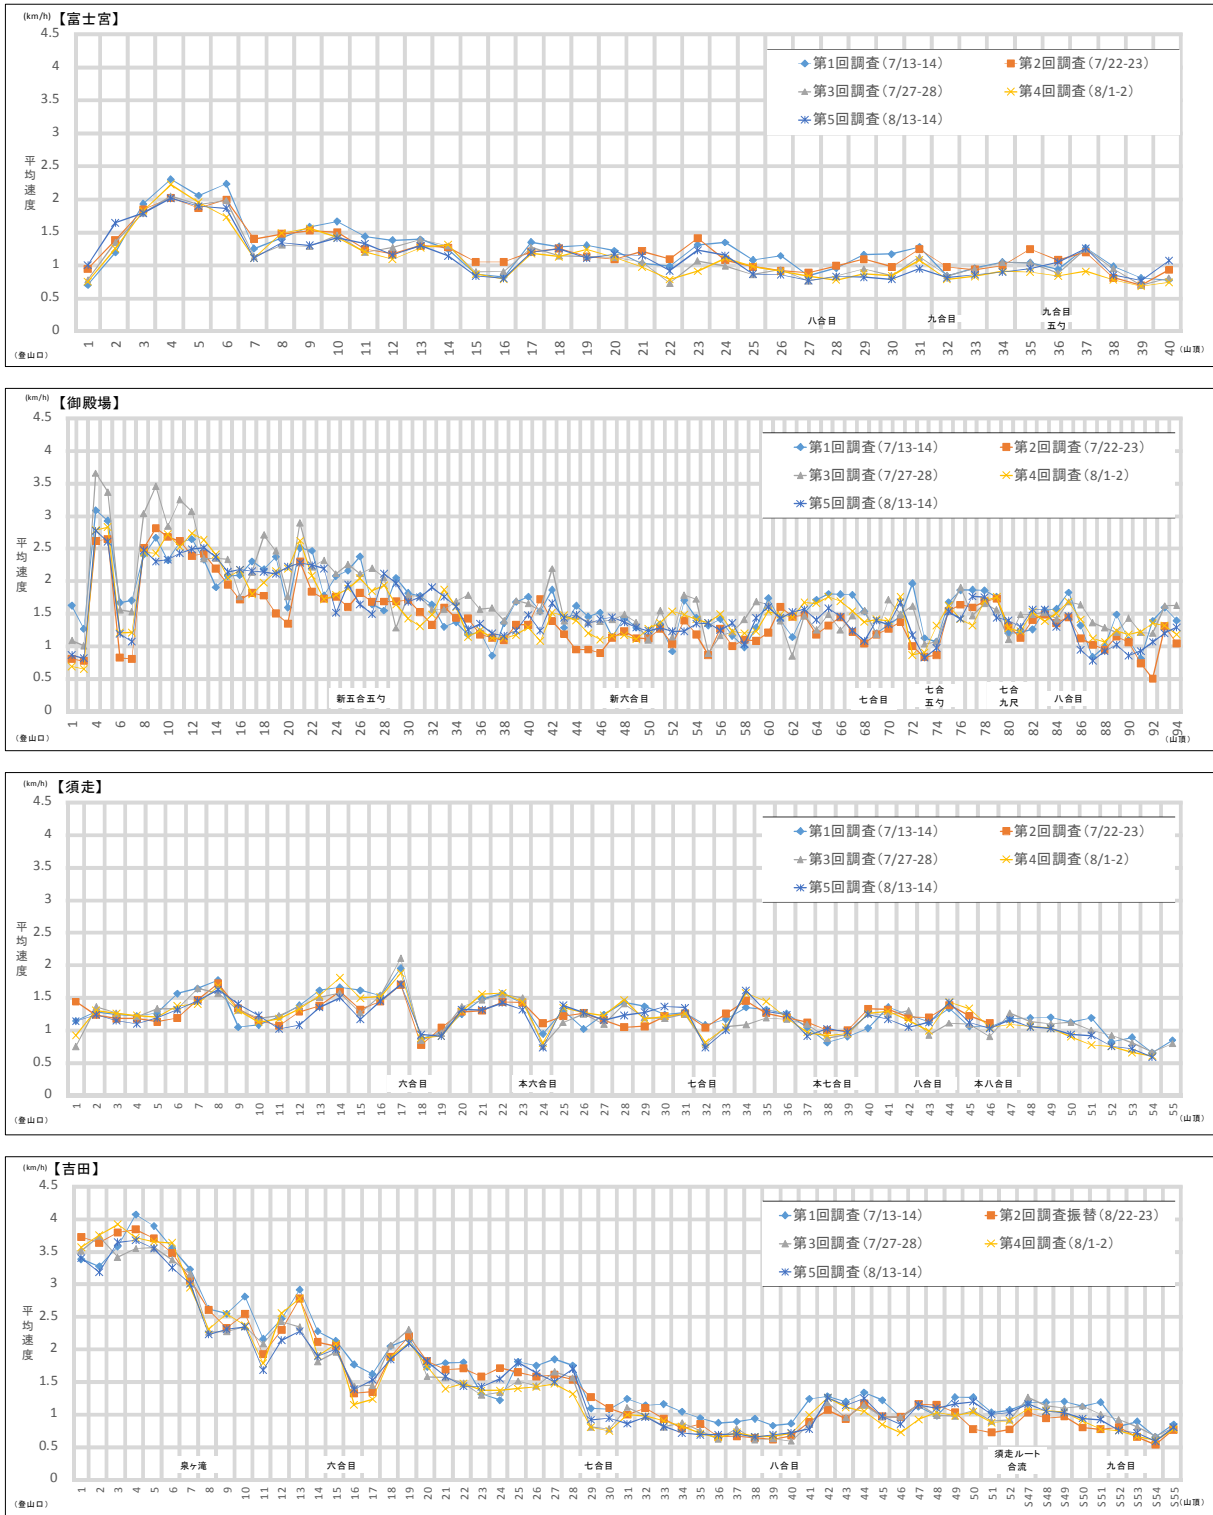 (km/h)【富士宮】
4.5
4
3.5
3
2.5
2
1.5
1
0.5
0
平均速度
第1回調査(7/13-14) 第2回調査(7/22-23)
第3回調査(7/27-28) 第4回調査(8/1-2)
第5回調査(8/13-14)
八合目 九合目 九合目五勺
1 2 3 4 5 6 7 8 9 10 11 12 13 14 15 16 17 18 19 20 21 22 23 24 25 26 27 28 29 30 31 32 33 34 35 36 37 38 39 40
(登山口) (山頂)
(km/h)【御殿場】
4.5
4
3.5
3
2.5
2
1.5
1
0.5
0
平均速度
第1回調査(7/13-14) 第2回調査(7/22-23)
第3回調査(7/27-28) 第4回調査(8/1-2)
第5回調査(8/13-14)
新五合五勺 新六合目 七合目 七合五勺 七合九尺 八合目
1 4 6 8 10 12 14 16 18 20 22 24 26 28 30 32 34 36 38 40 42 44 46 48 50 52 54 56 58 60 62 64 66 68 70 72 74 76 78 80 82 84 86 88 90 92 94
(登山口) (山頂)
(km/h)【須走】
4.5
4
3.5
3
2.5
2
1.5
1
0.5
0
平均速度
第1回調査(7/13-14) 第2回調査(7/22-23)
第3回調査(7/27-28) 第4回調査(8/1-2)
第5回調査(8/13-14)
六合目 本六合目 七合目 本七合目 八合目 本八合目
1 2 3 4 5 6 7 8 9 10 11 12 13 14 15 16 17 18 19 20 21 22 23 24 25 26 27 28 29 30 31 32 33 34 35 36 37 38 39 40 41 42 43 44 45 46 47 48 49 50 51 52 53 54 55
(登山口) (山頂)
(km/h)【吉田】
4.5
4
3.5
3
2.5
2
1.5
1
0.5
0
平均速度
第1回調査(7/13-14) 第2回調査振替(8/22-23)
第3回調査(7/27-28) 第4回調査(8/1-2)
第5回調査(8/13-14)
泉ヶ滝 六合目 七合目 八合目 須走ルート合流 九合目
1 2 3 4 5 6 7 8 9 10 11 12 13 14 15 16 17 18 19 20 21 22 23 24 25 26 27 28 29 30 31 32 33 34 35 36 37 38 39 40 41 42 43 44 45 46 47 48 49 50 51 52 S47 S48 S49 S50 S51 S52 S53 S54 S55
(登山口) (山頂)